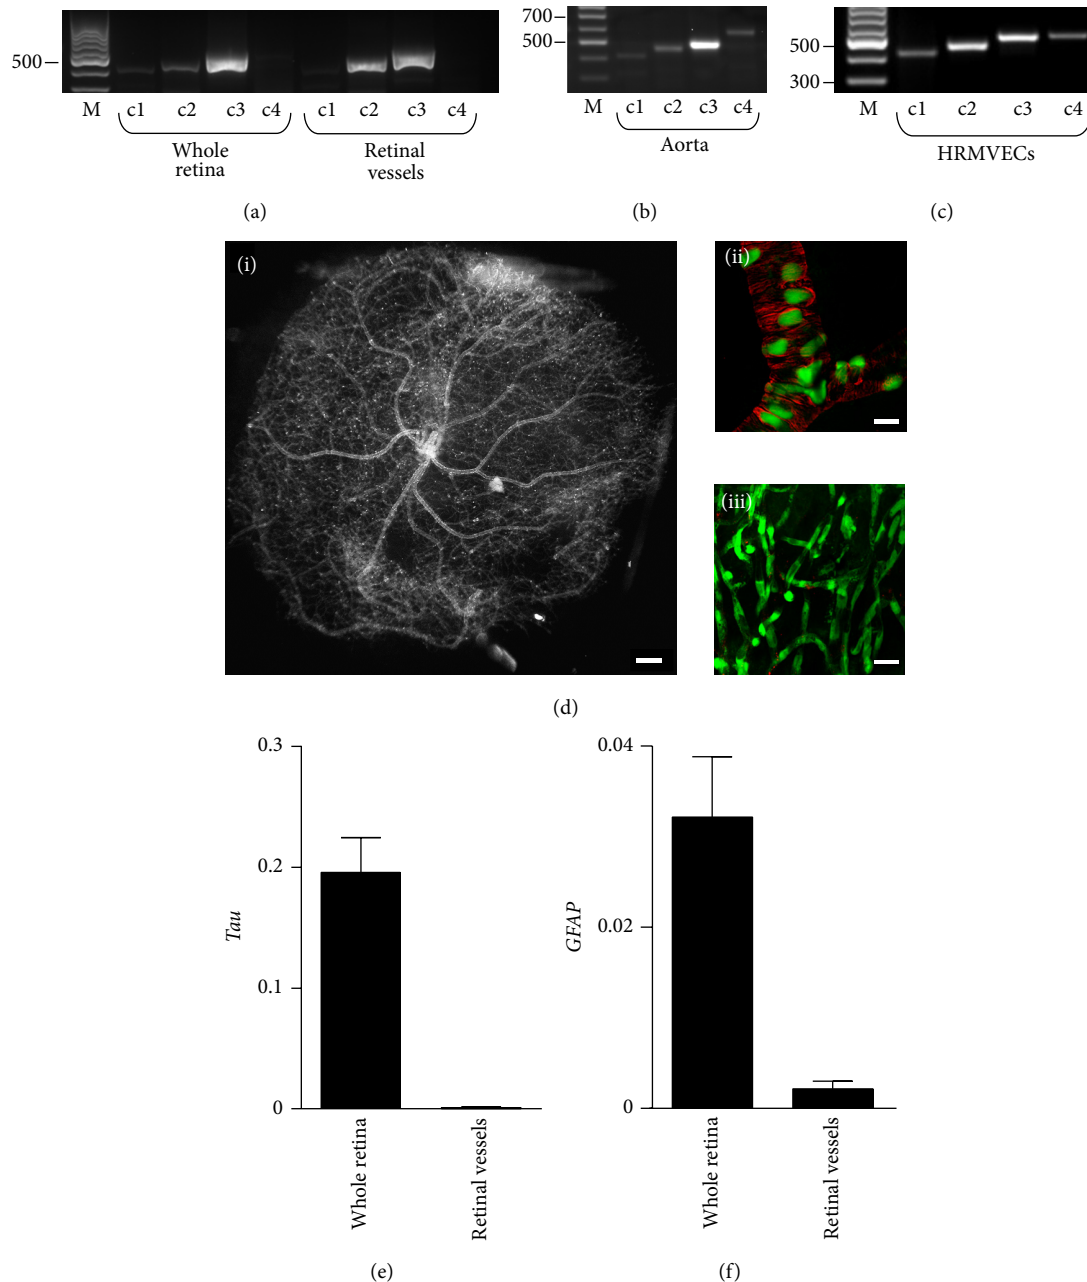 500
M c1 c2 c3 c4 c1 c2 c3 c4
Whole
retina
Retinal
vessels
(a)
700
500
M c1 c2 c3 c4
Aorta
(b)
500
300
M c1 c2 c3 c4
HRMVECs
(c)
(i)
(ii)
(iii)
(d)
0.3
0.2
0.1
0
Tau
Whole retina
Retinal vessels
(e)
0.04
0.02
0
GFAP
Whole retina
Retinal vessels
(f)